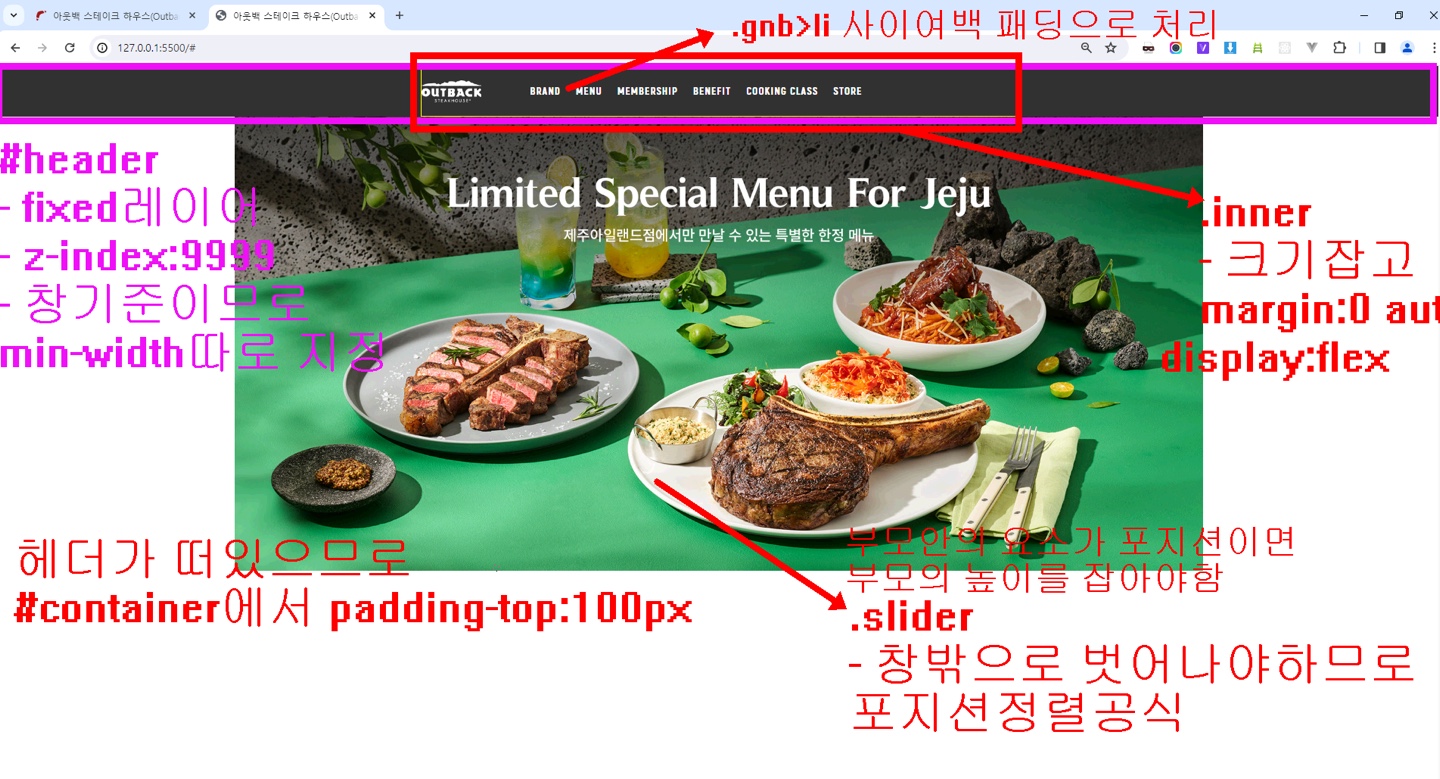 아웃백 스테이크 하우스(Outba
아웃백 스테이크 하우스(Outba
127.0.0.1:5500/#
.gnb>li 사이여백 패딩으로 처리
OUTBACK
STEAKHOUSE
BRAND MENU MEMBERSHIP BENEFIT COOKING CLASS STORE
Limited Special Menu For Jeju
제주아일랜드점에서만 만날 수 있는 특별한 한정 메뉴
#header
- fixed레이어
- z-index:9999
- 창기준이므로
min-width따로 지정
.inner
- 크기잡고
margin:0 aut
display:flex
헤더가 떠있으므로
#container에서 padding-top:100px
부모안의 요소가 포지션이면
부모의 높이를 잡아야함
.slider
- 창밖으로 벗어나야하므로
포지션정렬공식